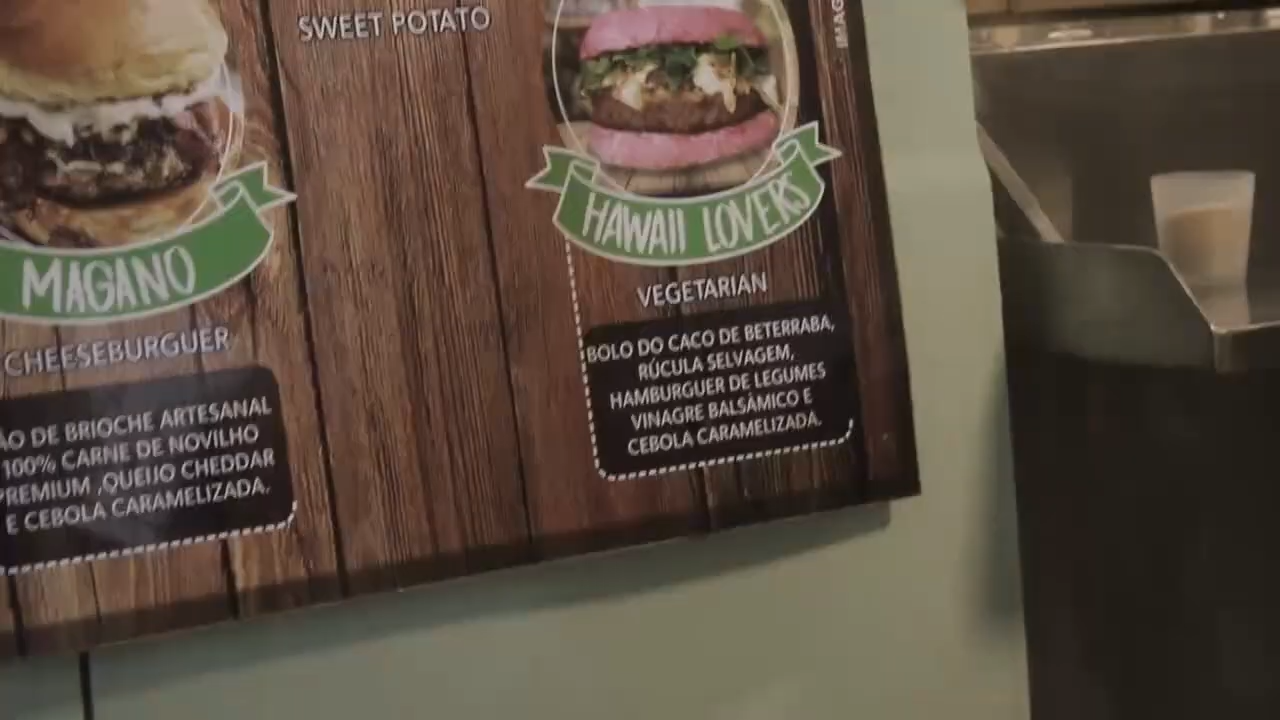 SWEET POTATO
MAGANO
CHEESEBURGUER
DE BRIOCHE ARTESANAL
100% CARNE DE NOVILHO
PREMIUM ,QUEIJO CHEDDAR
E CEBOLA CARAMELIZADA.
HAWAII LOVERS
VEGETARIAN
BOLO DO CACO DE BETERRABA,
RÚCULA SELVAGEM,
HAMBURGUER DE LEGUMES
VINAGRE BALSÀMICO E
CEBOLA CARAMELIZADA.